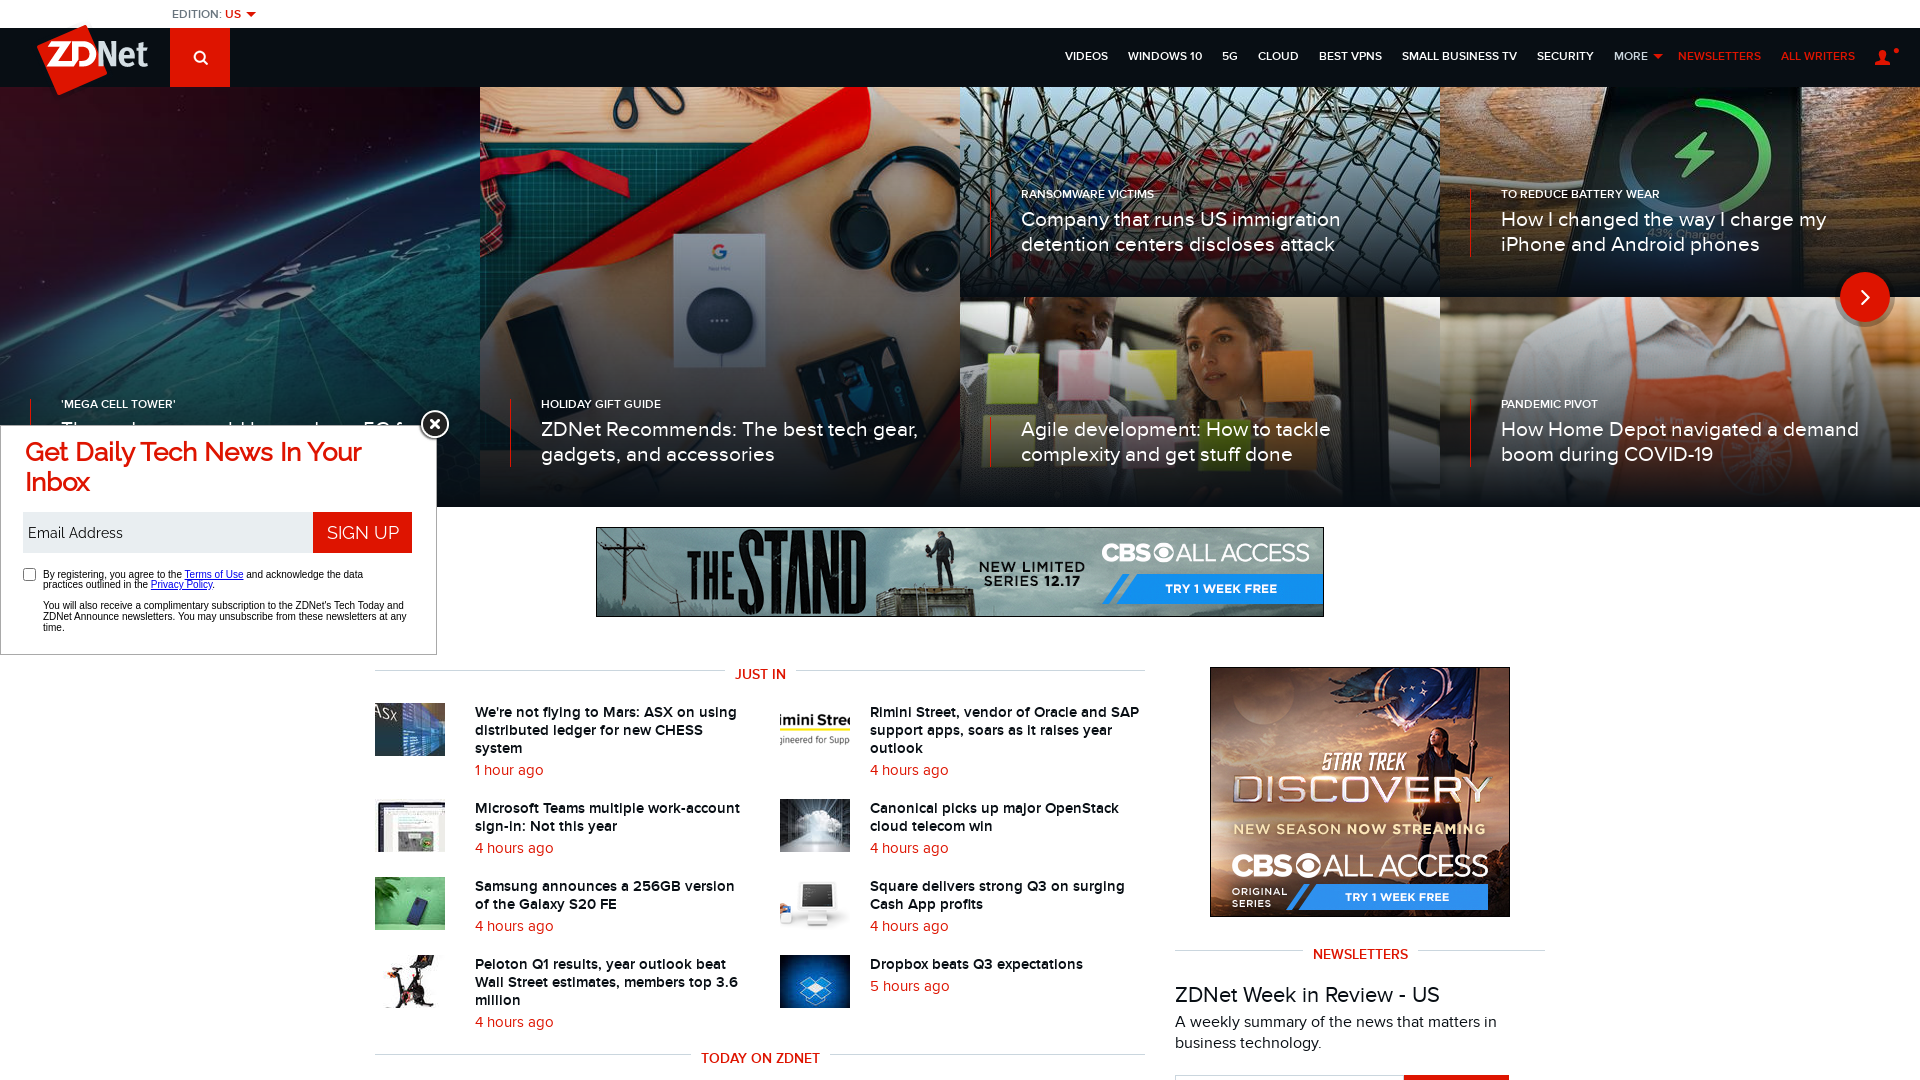 EDITION: US
ZDNet
VIDEOS
WINDOWS 10
5G
CLOUD
BEST VPNS
SMALL BUSINESS TV
SECURITY
MORE
NEWSLETTERS
ALL WRITERS
'MEGA CELL TOWER'
HOLIDAY GIFT GUIDE
ZDNet Recommends: The best tech gear,
gadgets, and accessories
RANSOMWARE VICTIMS
Company that runs US immigration
detention centers discloses attack
TO REDUCE BATTERY WEAR
How I changed the way I charge my
iPhone and Android phones
43% Charged
Agile development: How to tackle
complexity and get stuff done
PANDEMIC PIVOT
How Home Depot navigated a demand
boom during COVID-19
Get Daily Tech News In Your
Inbox
Email Address
SIGN UP
By registering, you agree to the Terms of Use and acknowledge the data
practices outlined in the Privacy Policy.
You will also receive a complimentary subscription to the ZDNet's Tech Today and
ZDNet Announce newsletters. You may unsubscribe from these newsletters at any
time.
THE STAND
NEW LIMITED
SERIES 12.17
CBS ALL ACCESS
TRY 1 WEEK FREE
JUST IN
We're not flying to Mars: ASX on using
distributed ledger for new CHESS
system
1 hour ago
Microsoft Teams multiple work-account
sign-in: Not this year
4 hours ago
Samsung announces a 256GB version
of the Galaxy S20 FE
4 hours ago
Peloton Q1 results, year outlook beat
Wall Street estimates, members top 3.6
million
4 hours ago
Rimini Street, vendor of Oracle and SAP
support apps, soars as it raises year
outlook
4 hours ago
Canonical picks up major OpenStack
cloud telecom win
4 hours ago
Square delivers strong Q3 on surging
Cash App profits
4 hours ago
Dropbox beats Q3 expectations
5 hours ago
TODAY ON ZDNET
STAR TREK
DISCOVERY
NEW SEASON NOW STREAMING
CBS ALL ACCESS
ORIGINAL
SERIES
TRY 1 WEEK FREE
NEWSLETTERS
ZDNet Week in Review - US
A weekly summary of the news that matters in
business technology.